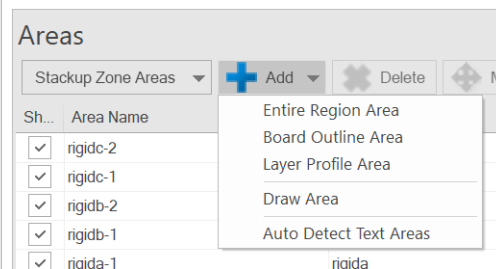 Areas
Stackup Zone Areas Add Delete
Sh... Area Name
Entire Region Area
Board Outline Area
Layer Profile Area
Draw Area
Auto Detect Text Areas
rigidc-2
rigidc-1
rigidb-2
rigidb-1
rigida-1 rigida